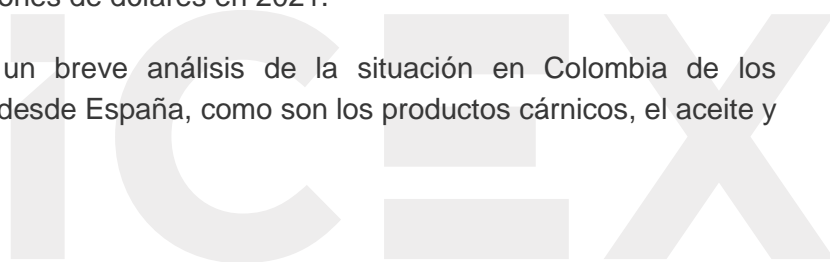 ones de dólares en 2021.
un breve análisis de la situación en Colombia de los
desde España, como son los productos cárnicos, el aceite y
ICEX